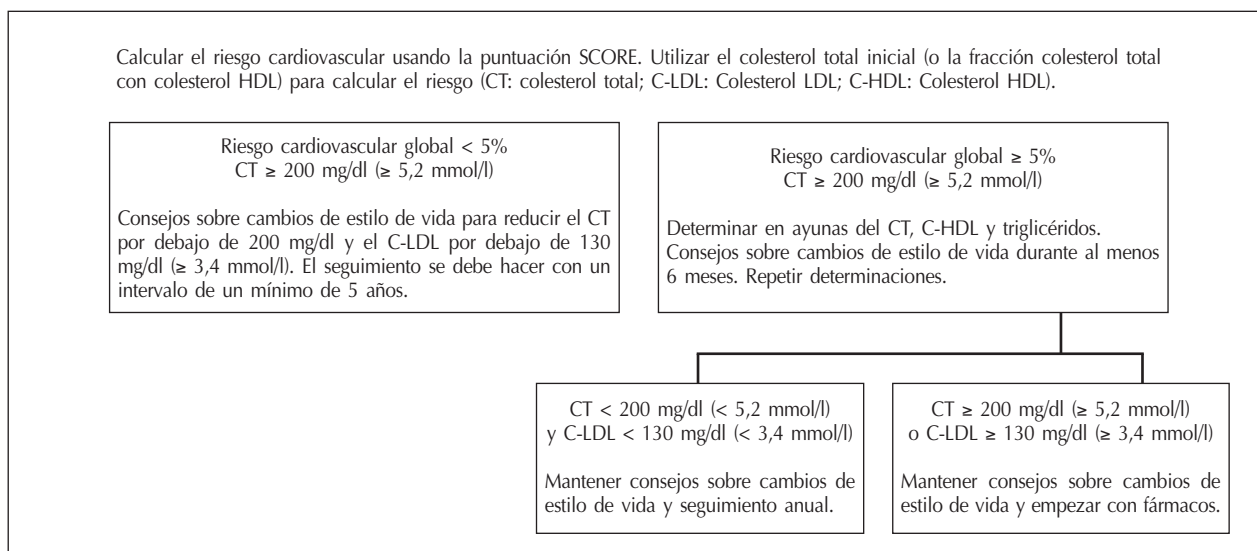 Calcular el riesgo cardiovascular usando la puntuación SCORE. Utilizar el colesterol total inicial (o la fracción colesterol total
con colesterol HDL) para calcular el riesgo (CT: colesterol total; C-LDL: Colesterol LDL; C-HDL: Colesterol HDL).
Riesgo cardiovascular global < 5%
CT ≥ 200 mg/dl (≥ 5,2 mmol/l)
Consejos sobre cambios de estilo de vida para reducir el CT
por debajo de 200 mg/dl y el C-LDL por debajo de 130
mg/dl (≥ 3,4 mmol/l). El seguimiento se debe hacer con un
intervalo de un mínimo de 5 años.
Riesgo cardiovascular global ≥ 5%
CT ≥ 200 mg/dl (≥ 5,2 mmol/l)
Determinar en ayunas del CT, C-HDL y triglicéridos.
Consejos sobre cambios de estilo de vida durante al menos
6 meses. Repetir determinaciones.
CT < 200 mg/dl (< 5,2 mmol/l)
y C-LDL < 130 mg/dl (< 3,4 mmol/l)
Mantener consejos sobre cambios de
estilo de vida y seguimiento anual.
CT ≥ 200 mg/dl (≥ 5,2 mmol/l)
o C-LDL ≥ 130 mg/dl (≥ 3,4 mmol/l)
Mantener consejos sobre cambios de
estilo de vida y empezar con fármacos.